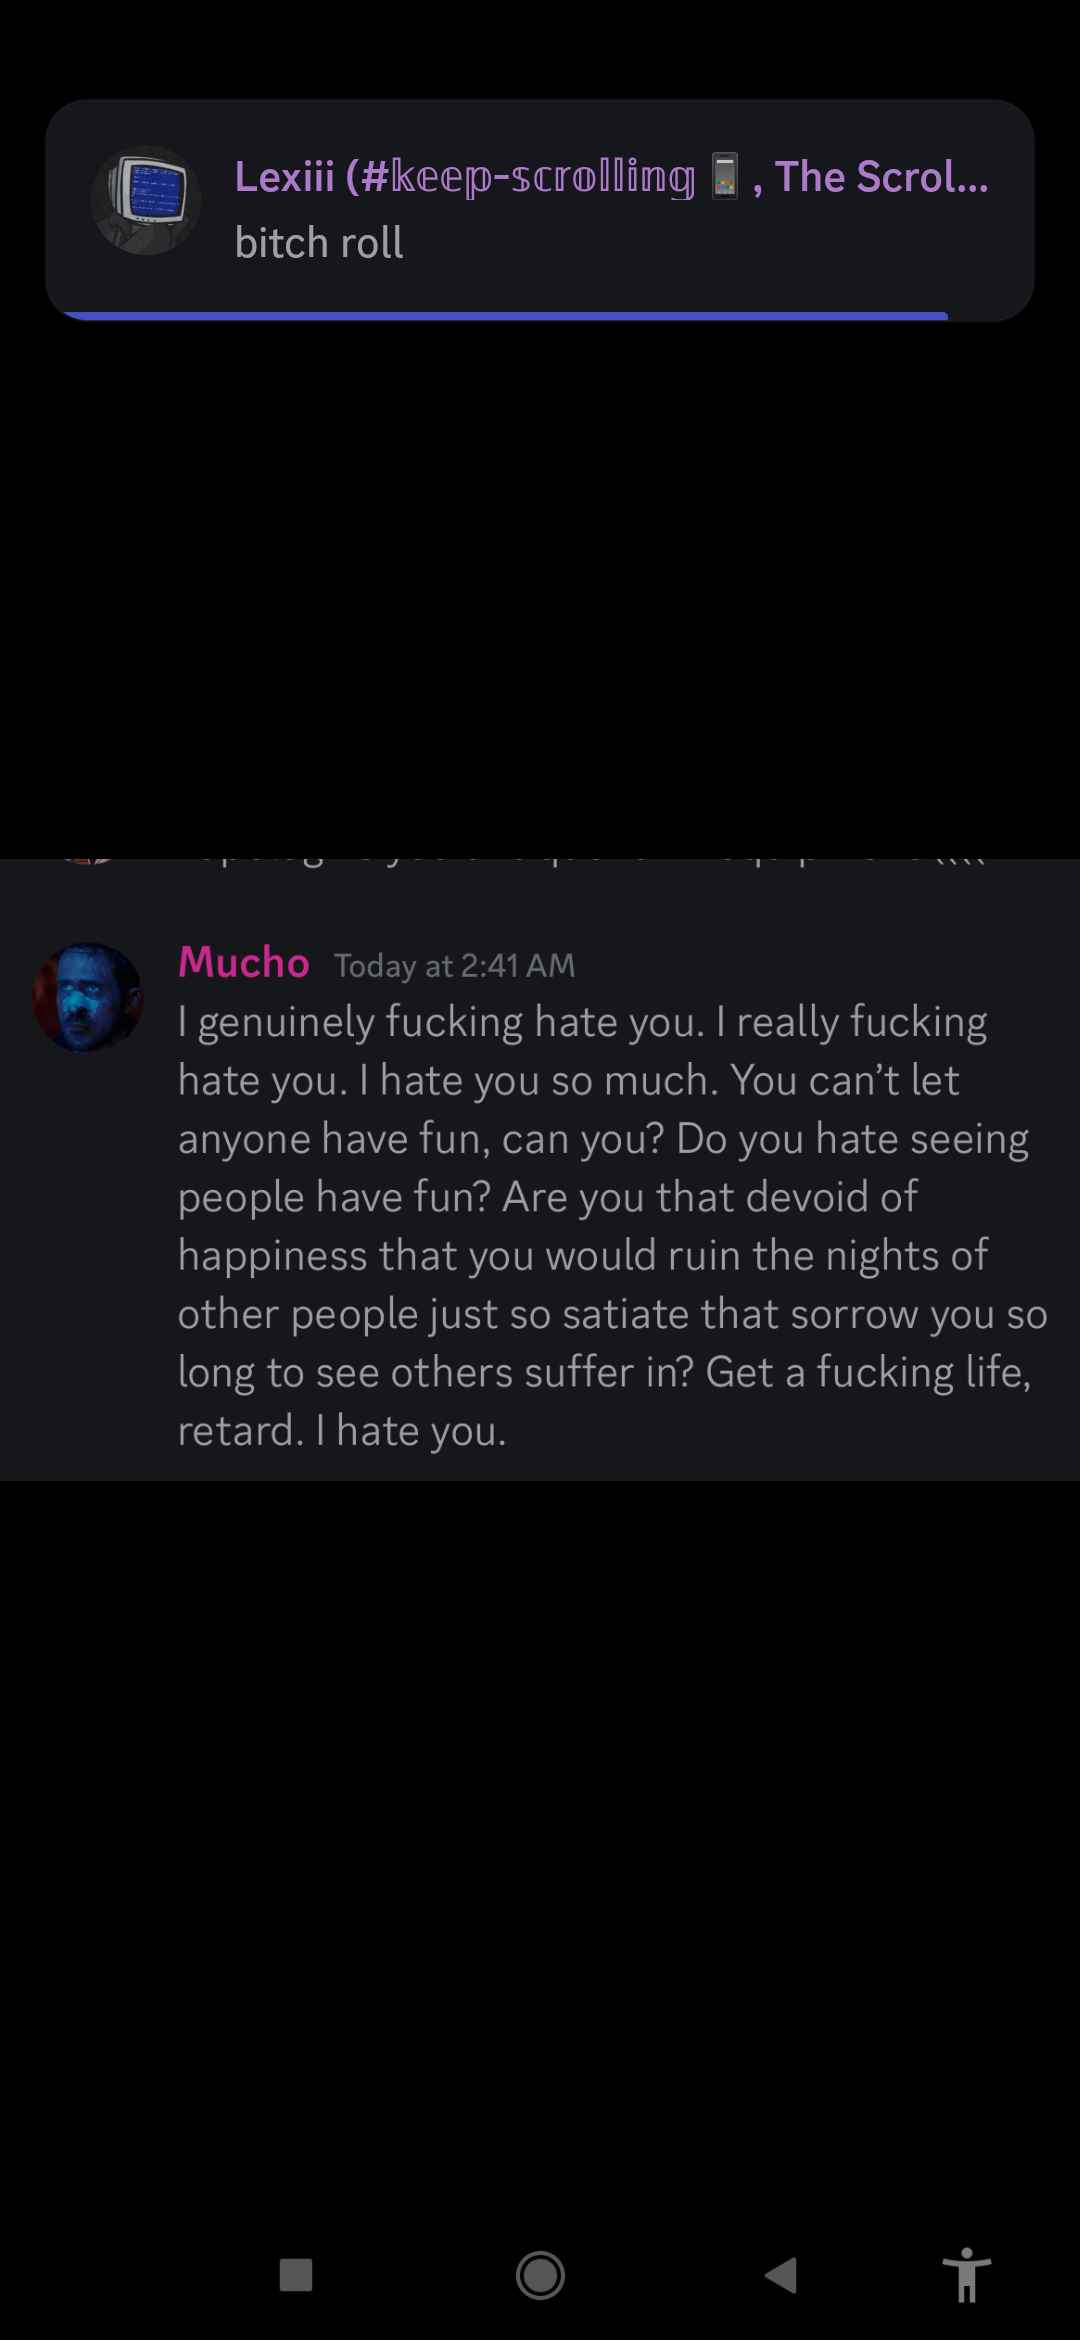 Lexiii (#𝕜𝕖𝕖𝕡-𝕤𝕔𝕣𝕠𝕝𝕝𝕚𝕟𝕘📱, The Scrol...
bitch roll
Mucho Today at 2:41 AM
I genuinely fucking hate you. I really fucking
hate you. I hate you so much. You can’t let
anyone have fun, can you? Do you hate seeing
people have fun? Are you that devoid of
happiness that you would ruin the nights of
other people just so satiate that sorrow you so
long to see others suffer in? Get a fucking life,
retard. I hate you.